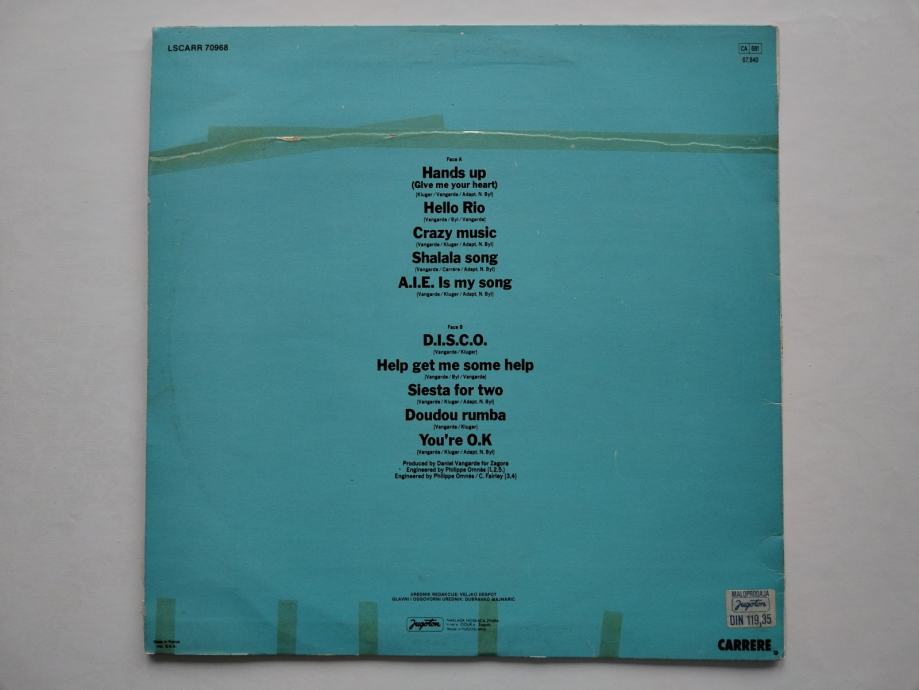 LSCARR 70968
CA 681
67.840
Face A
Hands up
(Give me your heart)
(Kluger / Vangarde / Adapt. N. Byl)
Hello Rio
(Vangarde / Byl / Vangarde)
Crazy music
(Vangarde / Kluger / Adapt. N. Byl)
Shalala song
(Vangarde / Carrère / Adapt. N. Byl)
A.I.E. Is my song
(Vangarde / Kluger / Adapt. N. Byl)
Face B
D.I.S.C.O.
(Vangarde / Kluger)
Help get me some help
(Vangarde / Byl / Vangarde)
Siesta for two
(Vangarde / Kluger / Adapt. N. Byl)
Doudou rumba
(Vangarde / Kluger)
You're O.K
(Vangarde / Kluger / Adapt. N. Byl)
Produced by Daniel Vangarde for Zagora
Engineered by Philippe Omnès (1,2,5,)
Engineered by Philippe Omnès / C. Fairley (3,4)
UREDNIK REDAKCIJE: VELJKO DESPOT
GLAVNI I ODGOVORNI UREDNIK: DUBRAVKO MAJNARIĆ
Jugoton
MALOPRODAJA
Jugoton
DIN 119,35
Made in France
CARRERE